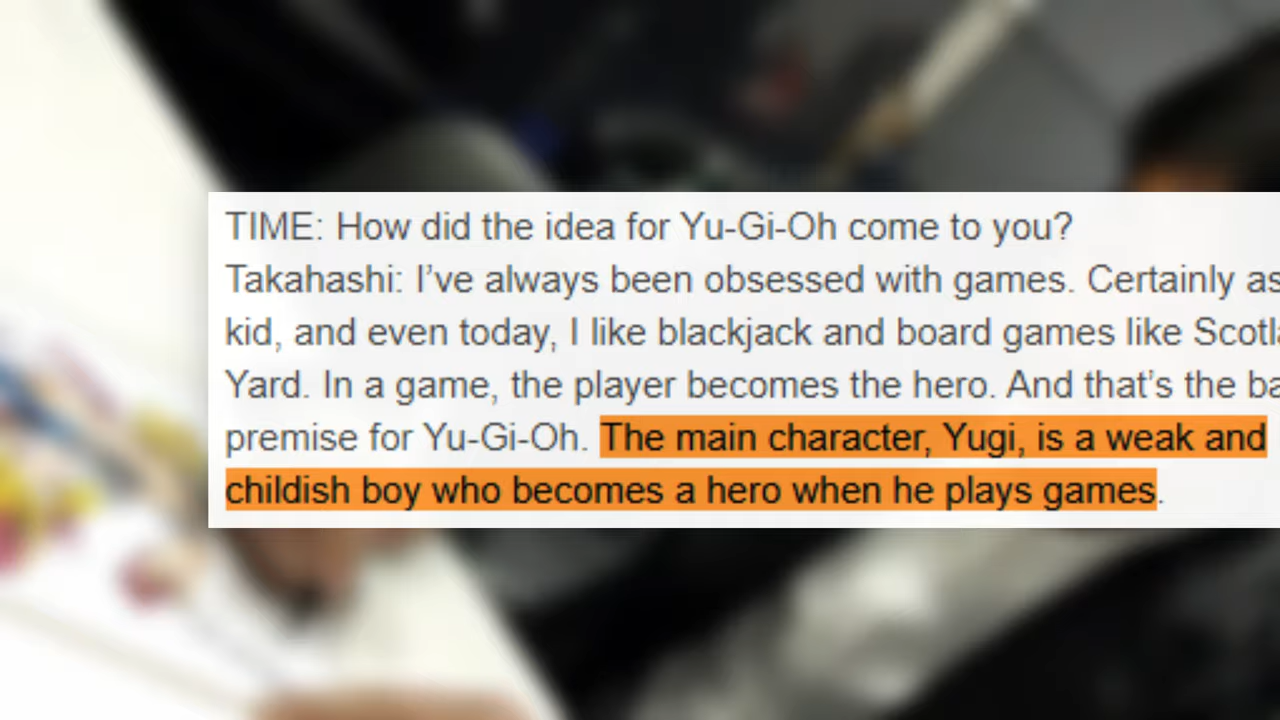 TIME: How did the idea for Yu-Gi-Oh come to you?
Takahashi: I’ve always been obsessed with games. Certainly as
kid, and even today, I like blackjack and board games like
Yard. In a game, the player becomes the hero. And that’s the
premise for Yu-Gi-Oh. The main character, Yugi, is a weak and
childish boy who becomes a hero when he plays games.